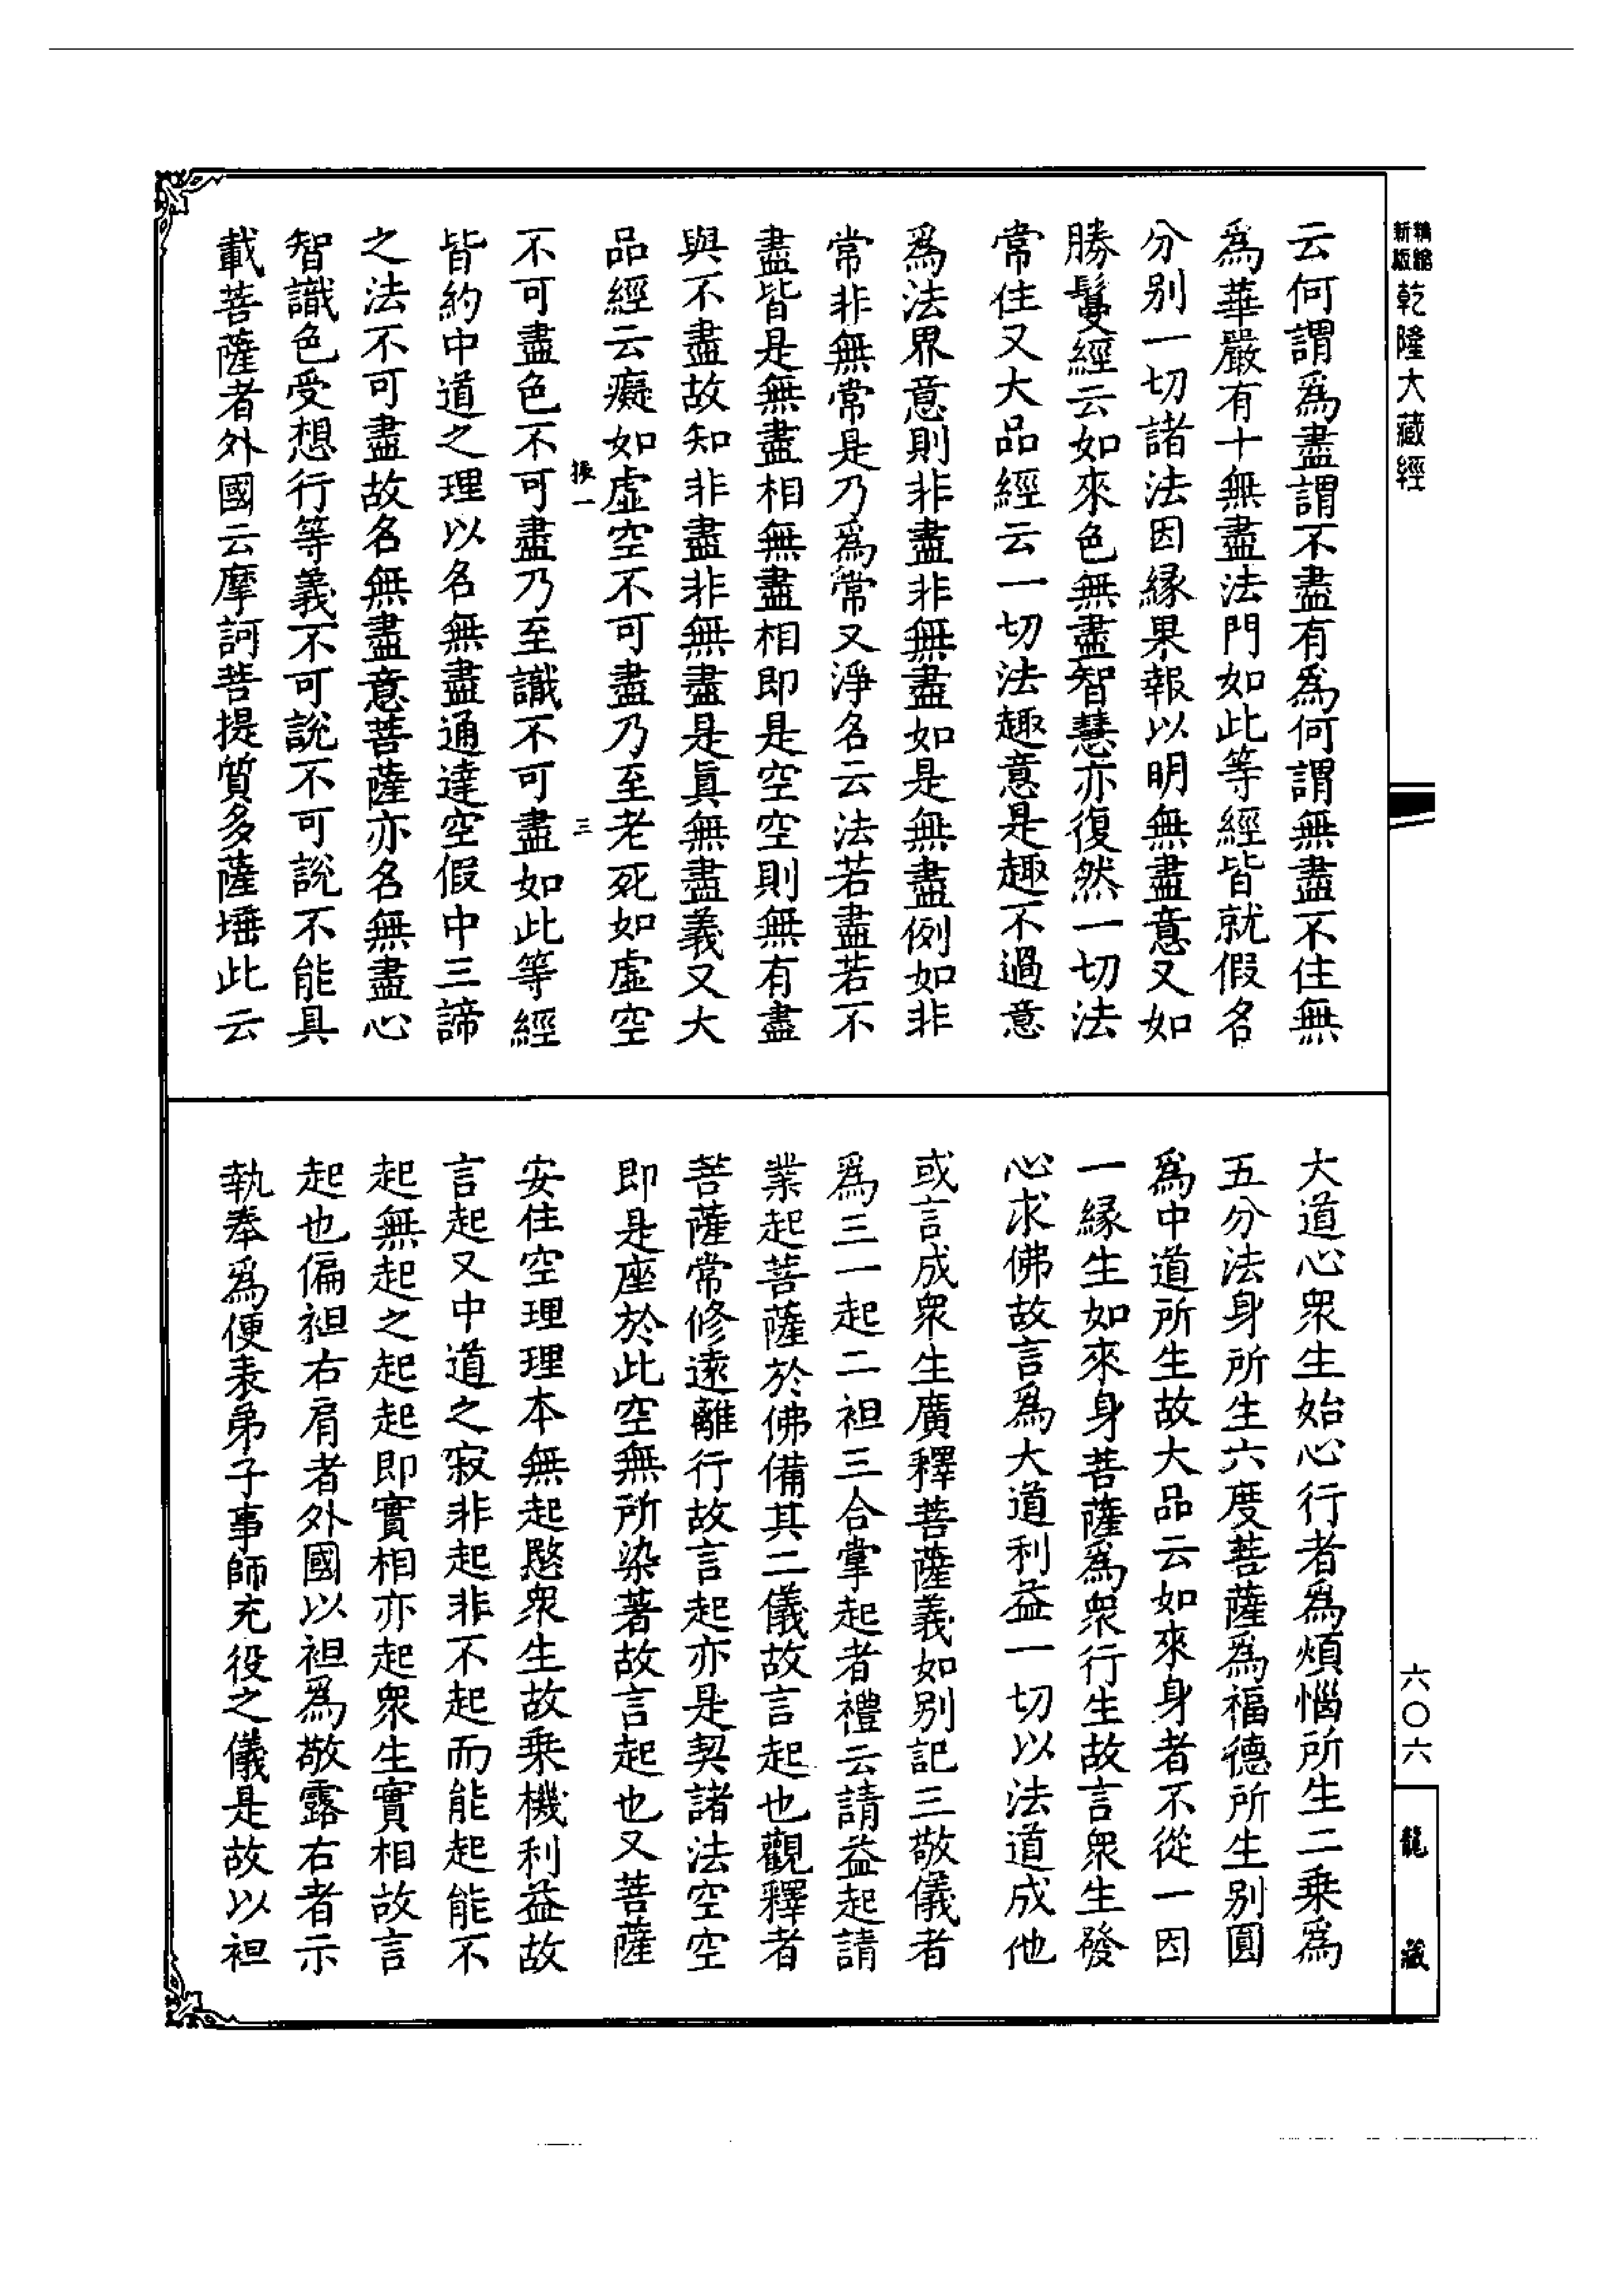 精縮新版乾隆大藏經
云何謂爲盡謂不盡有爲何謂無盡不住無
爲華嚴有十無盡法門如此等經皆就假名
分别一切諸法因緣果報以明無盡意又如
勝鬘經云如來色無盡智慧亦復然一切法
常住又大品經云一切法趣意是趣不過意
爲法界意則非盡非無盡如是無盡例如非
常非無常是乃爲常又淨名云法若盡若不
盡皆是無盡相無盡相即是空空則無有盡
與不盡故知非盡非無盡是眞無盡義又大
品經云癡如虛空不可盡乃至老死如虛空
振一 三
不可盡色不可盡乃至識不可盡如此等經
皆約中道之理以名無盡通達空假中三諦
之法不可盡故名無盡意菩薩亦名無盡心
智識色受想行等義不可說不可說不能具
載菩薩者外國云摩訶菩提質多薩埵此云
大道心衆生始心行者爲煩惱所生二乘爲
五分法身所生六度菩薩爲福德所生别圓
爲中道所生故大品云如來身者不從一因
一緣生如來身菩薩爲衆行生故言衆生發
心求佛故言爲大道利益一切以法道成他
或言成衆生廣釋菩薩義如别記三敬儀者
爲三一起二袒三合掌起者禮云請益起請
業起菩薩於佛備其二儀故言起也觀釋者
菩薩常修遠離行故言起亦是契諸法空空
即是座於此空無所染著故言起也又菩薩
安住空理理本無起愍衆生故乘機利益故
言起又中道之寂非起非不起而能起能不
起無起之起起即實相亦起衆生實相故言
起也偏袒右肩者外國以袒爲敬露右者示
執奉爲便表弟子事師充役之儀是故以袒
六〇六
龍藏